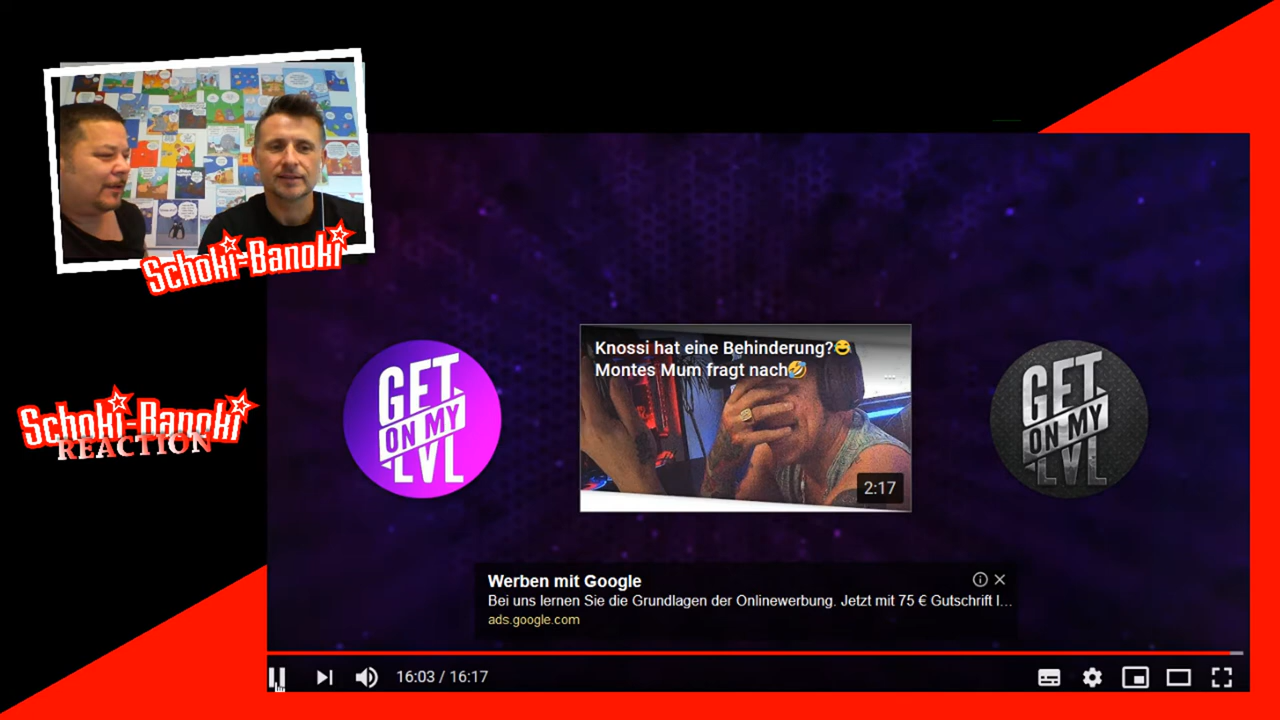 Schoki-Banoki
Schoki-Banoki
REACTION
GET
ON MY
LVL
Knossi hat eine Behinderung?😂
Montes Mum fragt nach🤣
2:17
GET
ON MY
LVL
Werben mit Google
Bei uns lernen Sie die Grundlagen der Onlinewerbung. Jetzt mit 75 € Gutschrift l...
ads.google.com
16:03 / 16:17